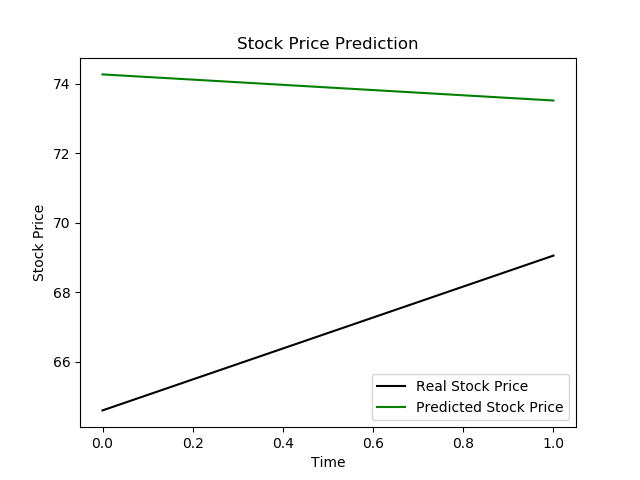 Stock Price Prediction
74
72
70
68
66
Stock Price
Real Stock Price
Predicted Stock Price
0.0 0.2 0.4 0.6 0.8 1.0
Time